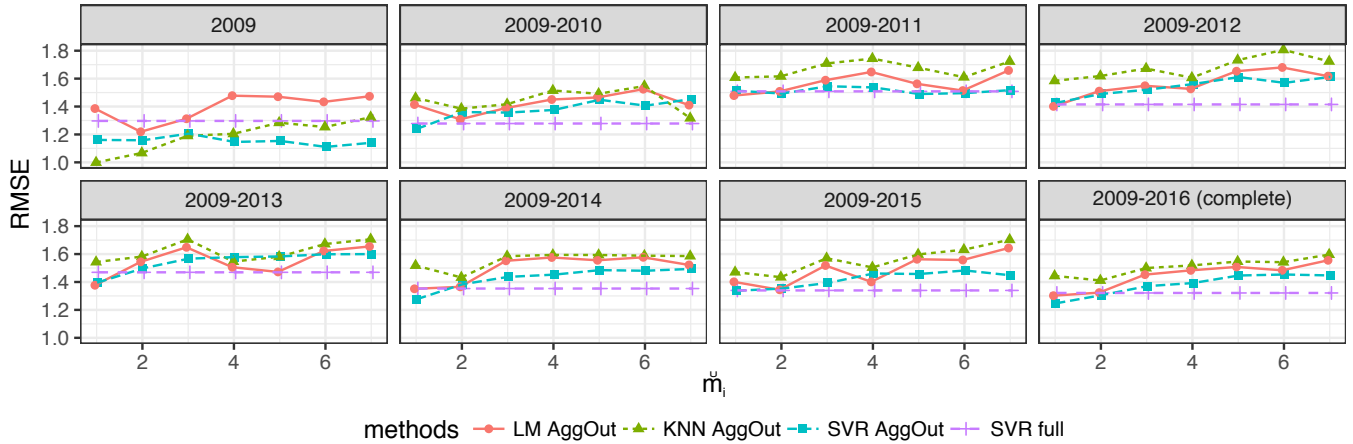 2009 2009-2010 2009-2011 2009-2012
1.8
1.6
1.4
1.2
1.0
RMSE
2009-2013 2009-2014 2009-2015 2009-2016 (complete)
1.8
1.6
1.4
1.2
1.0
2 4 6 2 4 6 2 4 6 2 4 6
m̆i
methods LM AggOut KNN AggOut SVR AggOut SVR full